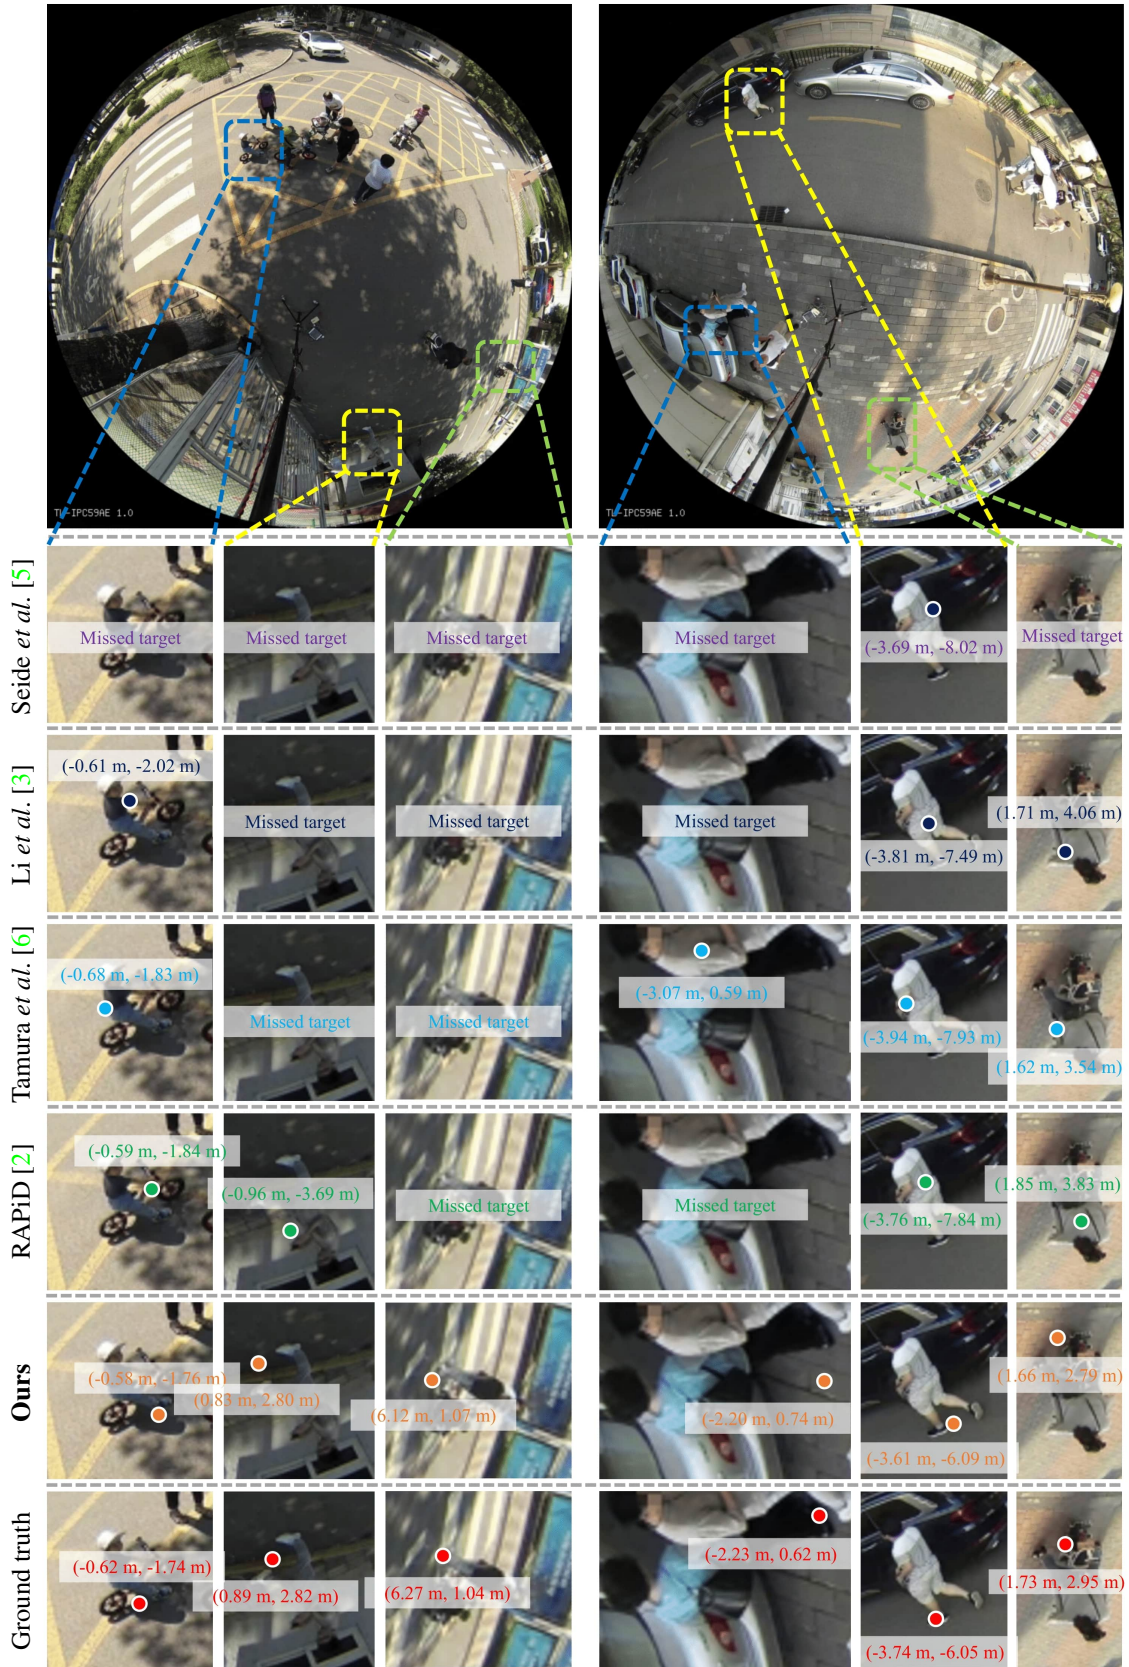 TL-IPC59AE 1.0
TL-IPC59AE 1.0
Seide et al. [5]
Missed target
Missed target
Missed target
Missed target
(-3.69 m, -8.02 m)
Missed target
Li et al. [3]
(-0.61 m, -2.02 m)
Missed target
Missed target
Missed target
(-3.81 m, -7.49 m)
(1.71 m, 4.06 m)
Tamura et al. [6]
(-0.68 m, -1.83 m)
Missed target
Missed target
(-3.07 m, 0.59 m)
(-3.94 m, -7.93 m)
(1.62 m, 3.54 m)
RAPiD [2]
(-0.59 m, -1.84 m)
(-0.96 m, -3.69 m)
Missed target
Missed target
(-3.76 m, -7.84 m)
(1.85 m, 3.83 m)
Ours
(-0.58 m, -1.76 m)
(0.83 m, 2.80 m)
(6.12 m, 1.07 m)
(-2.20 m, 0.74 m)
(-3.61 m, -6.09 m)
(1.66 m, 2.79 m)
Ground truth
(-0.62 m, -1.74 m)
(0.89 m, 2.82 m)
(6.27 m, 1.04 m)
(-2.23 m, 0.62 m)
(-3.74 m, -6.05 m)
(1.73 m, 2.95 m)